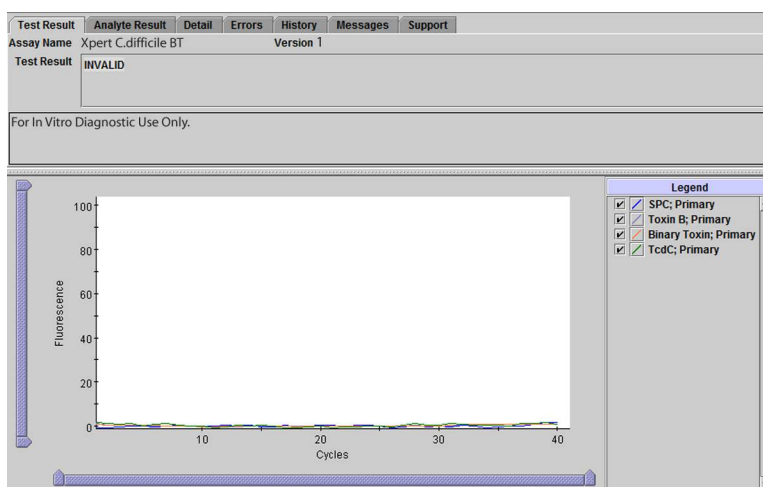 Test Result Analyte Result Detail Errors History Messages Support
Assay Name Xpert C.difficile BT Version 1
Test Result INVALID
For In Vitro Diagnostic Use Only.
Legend
SPC; Primary
Toxin B; Primary
Binary Toxin; Primary
TcdC; Primary
100
80
60
40
20
0
Fluorescence
10 20 30 40
Cycles